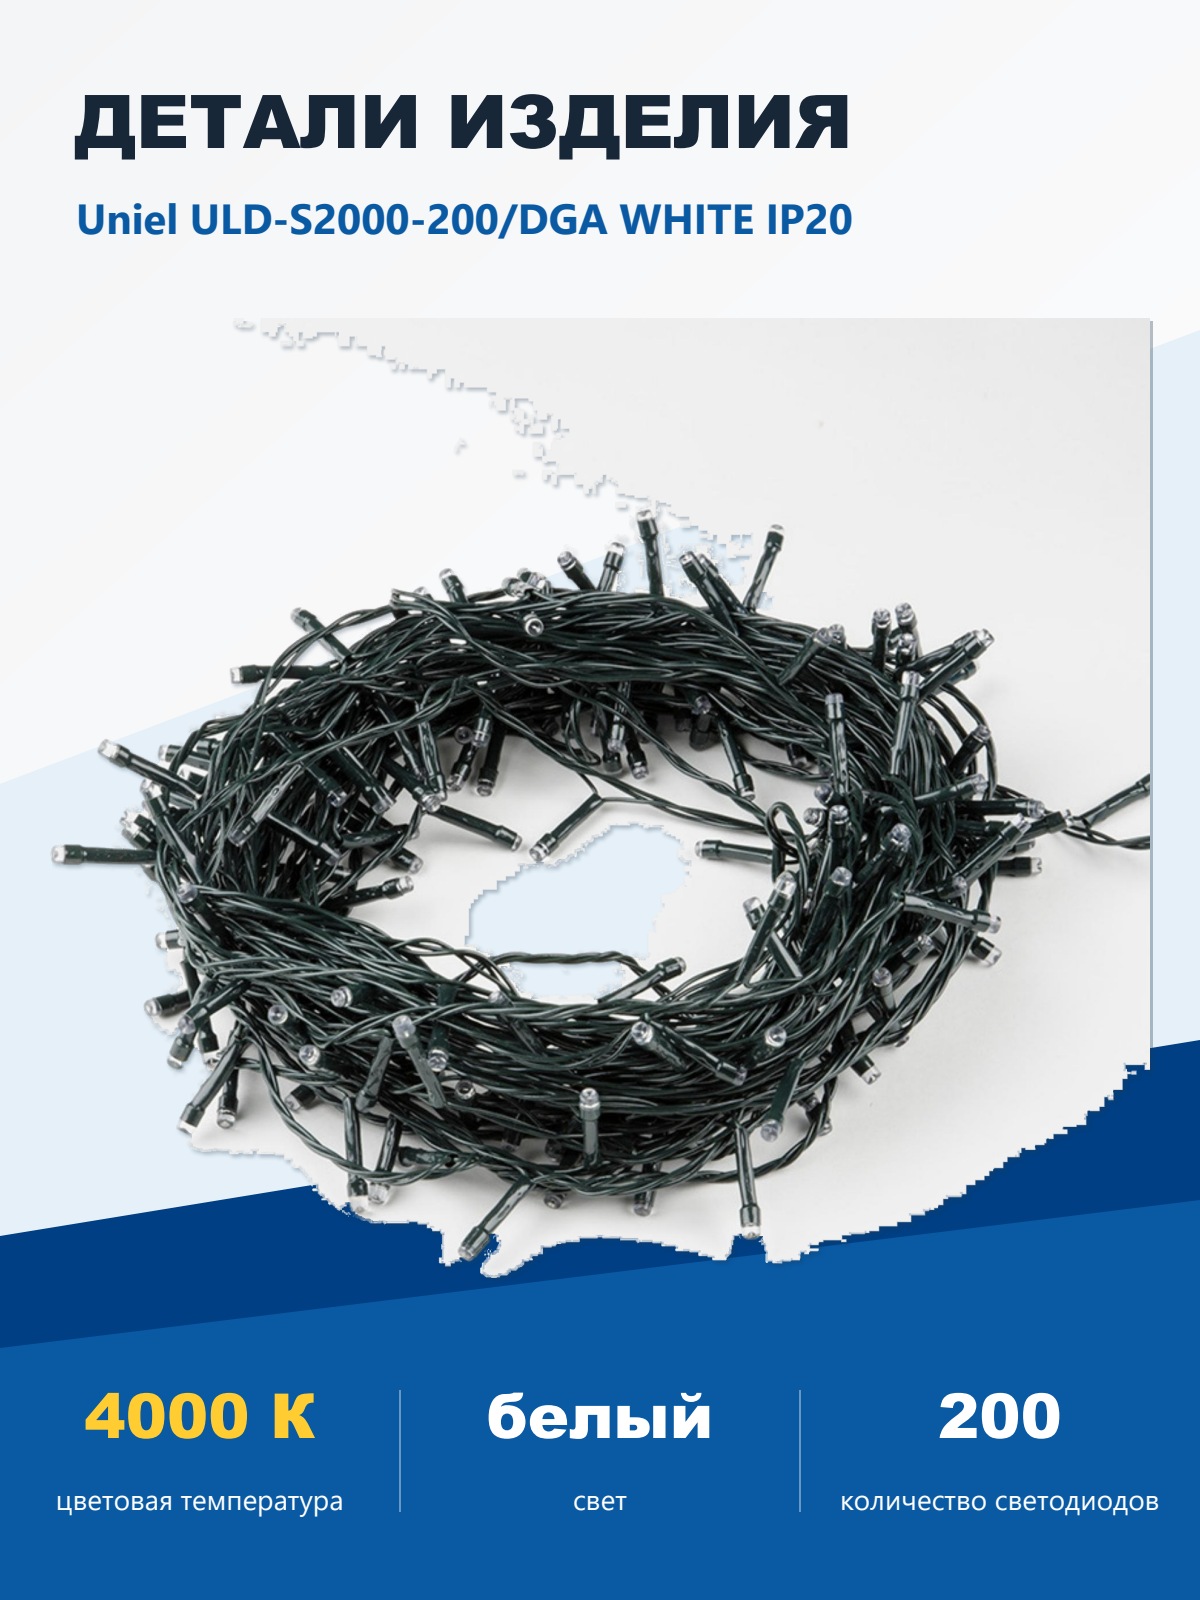 ДЕТАЛИ ИЗДЕЛИЯ
Uniel ULD-S2000-200/DGA WHITE IP20
4000 К
белый
200
цветовая температура
свет
количество светодиодов